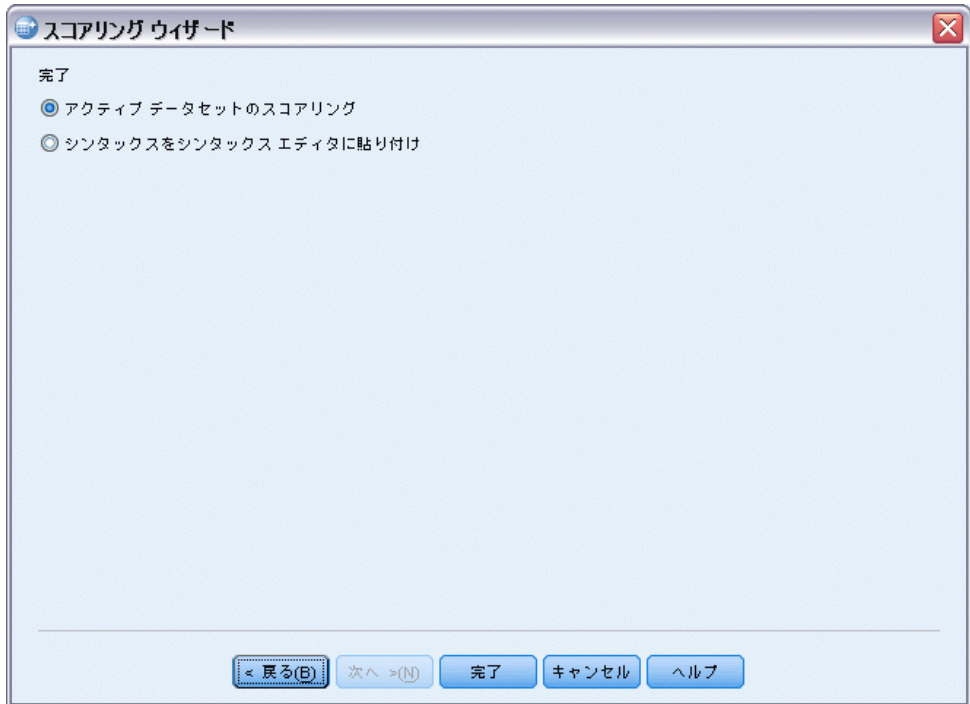 スコアリング ウィザード
完了
アクティブ データセットのスコアリング
シンタックスをシンタックス エディタに貼り付け
< 戻る(B) 次へ >(N) 完了 キャンセル ヘルプ